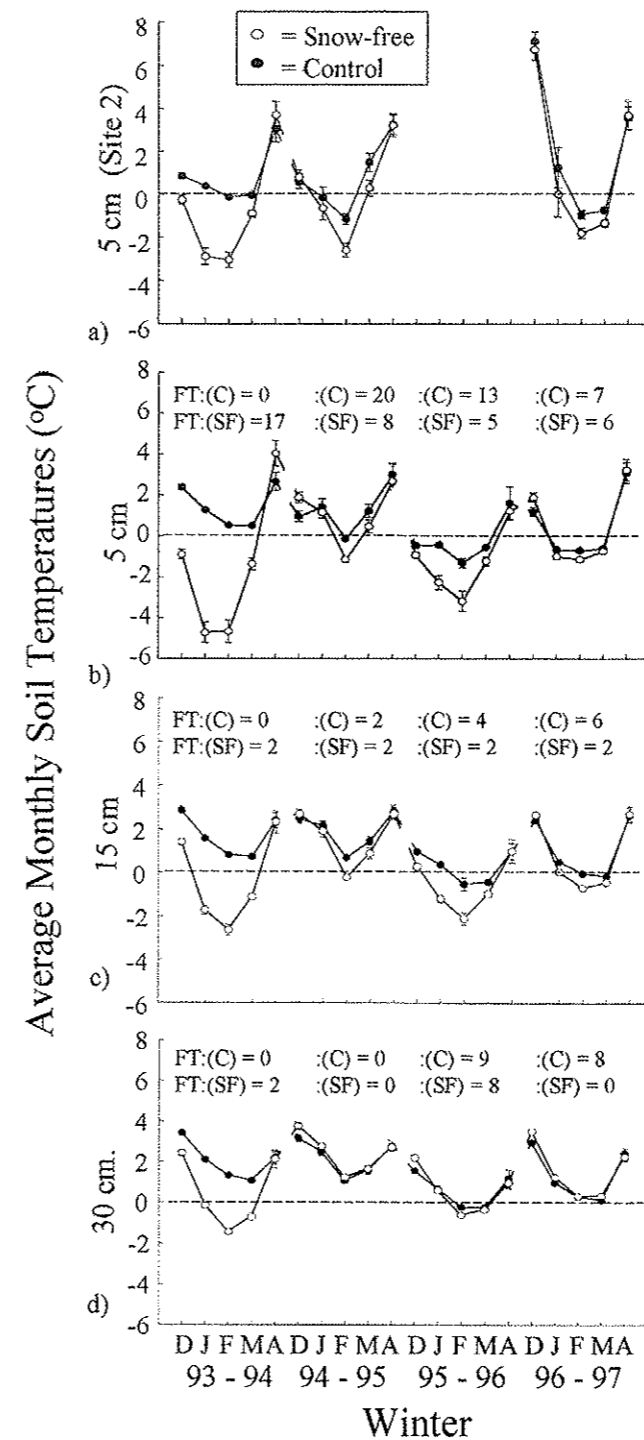 ○ = Snow-free
● = Control
Average Monthly Soil Temperatures (°C)
a)
5 cm (Site 2)
8
6
4
2
0
-2
-4
-6
b)
5 cm
8
6
4
2
0
-2
-4
-6
FT:(C) = 0 :(C) = 20 :(C) = 13 :(C) = 7
FT:(SF) = 17 :(SF) = 8 :(SF) = 5 :(SF) = 6
c)
15 cm
8
6
4
2
0
-2
-4
-6
FT:(C) = 0 :(C) = 2 :(C) = 4 :(C) = 6
FT:(SF) = 2 :(SF) = 2 :(SF) = 2 :(SF) = 2
d)
30 cm.
8
6
4
2
0
-2
-4
-6
FT:(C) = 0 :(C) = 0 :(C) = 9 :(C) = 8
FT:(SF) = 2 :(SF) = 0 :(SF) = 8 :(SF) = 0
D J F M A D J F M A D J F M A D J F M A
93 - 94 94 - 95 95 - 96 96 - 97
Winter